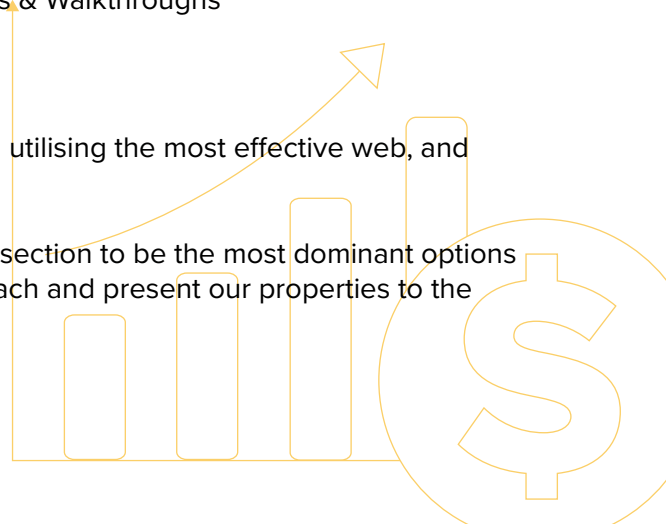 s & Walkthroughs
utilising the most effective web, and
section to be the most dominant options
ach and present our properties to the